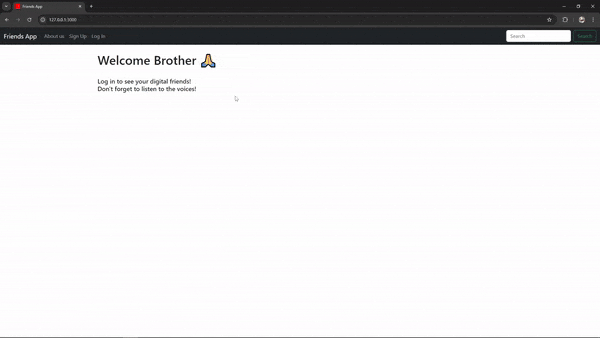 Friends App
127.0.0.1:3000
Friends App About us Sign Up Log in Search Search
Welcome Brother 🙏
Log in to see your digital friends!
Don't forget to listen to the voices!